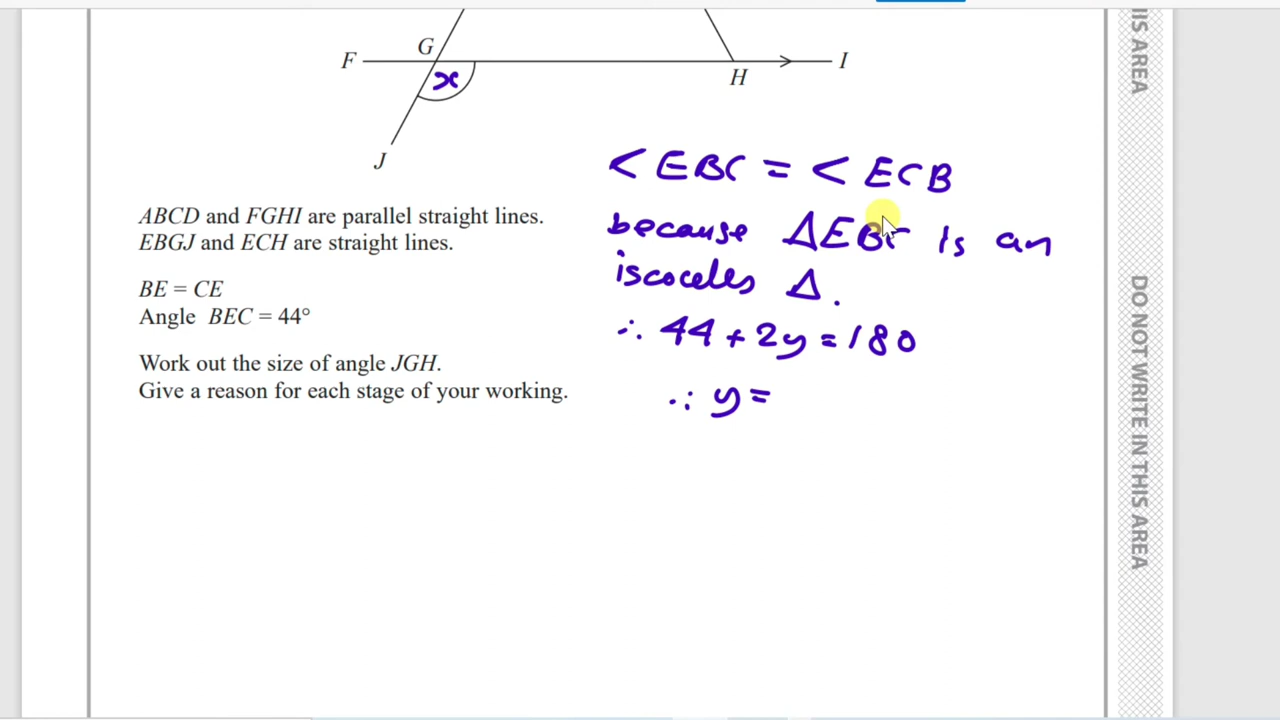 G
F
x
H
I
J
< EBC = < ECB
because ΔEBC is an
iscoceles Δ.
∴ 44 + 2y = 180
∴ y =
ABCD and FGHI are parallel straight lines.
EBGJ and ECH are straight lines.
BE = CE
Angle BEC = 44°
Work out the size of angle JGH.
Give a reason for each stage of your working.
IS AREA
DO NOT WRITE IN THIS AREA